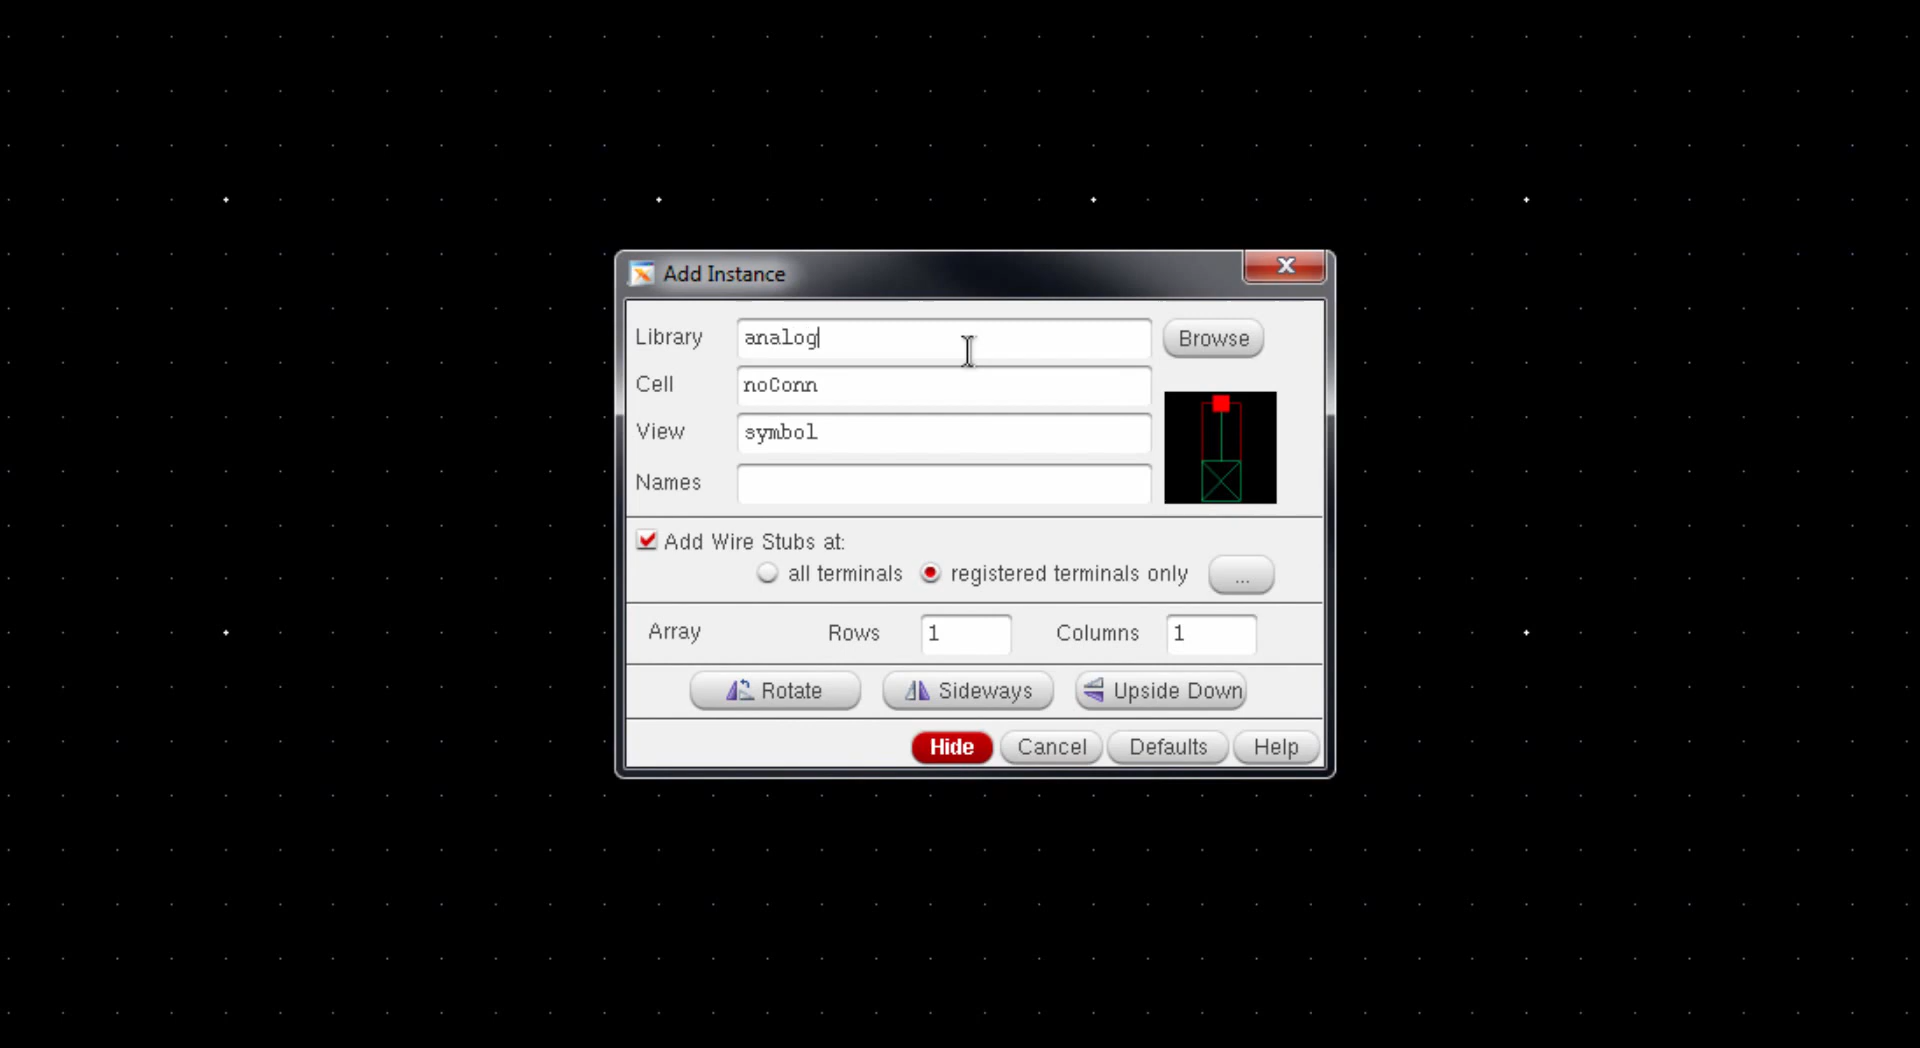 Add Instance
Library analog Browse
Cell noConn
View symbol
Names
Add Wire Stubs at:
all terminals registered terminals only ...
Array Rows 1 Columns 1
Rotate Sideways Upside Down
Hide Cancel Defaults Help